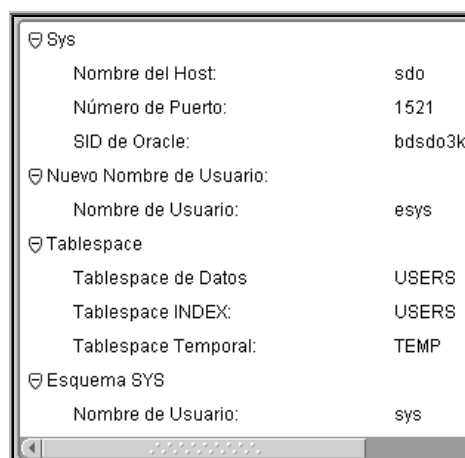 Sys
Nombre del Host: sdo
Número de Puerto: 1521
SID de Oracle: bdsdo3k
Nuevo Nombre de Usuario:
Nombre de Usuario: esys
Tablespace
Tablespace de Datos USERS
Tablespace INDEX: USERS
Tablespace Temporal: TEMP
Esquema SYS
Nombre de Usuario: sys